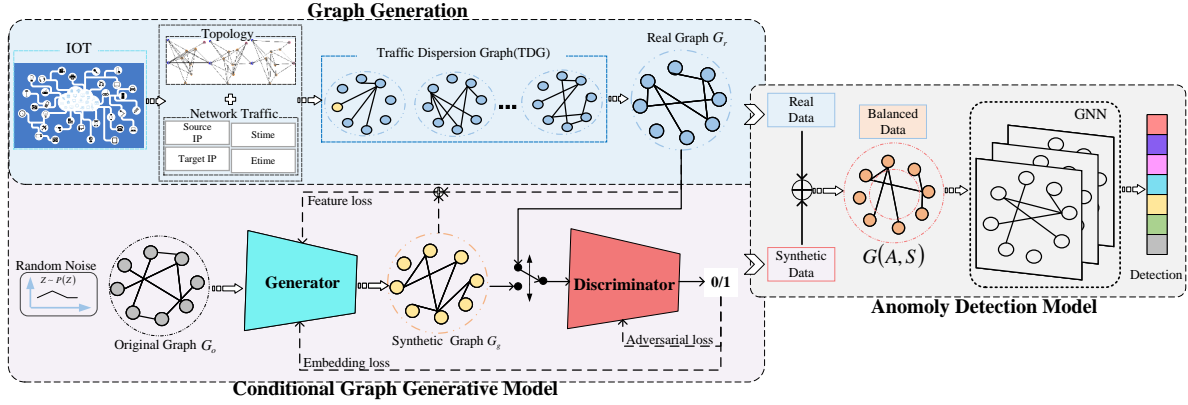 Graph Generation
IOT
Topology
Network Traffic
Source
IP
Stime
Target IP
Etime
Traffic Dispersion Graph(TDG)
Real Graph G_r
Real
Data
Synthetic
Data
Balanced
Data
G(A, S)
GNN
Detection
Anomoly Detection Model
Random Noise
Z ~ P(Z)
Original Graph G_o
Generator
Feature loss
Embedding loss
Synthetic Graph G_g
Discriminator
0/1
Adversarial loss
Conditional Graph Generative Model